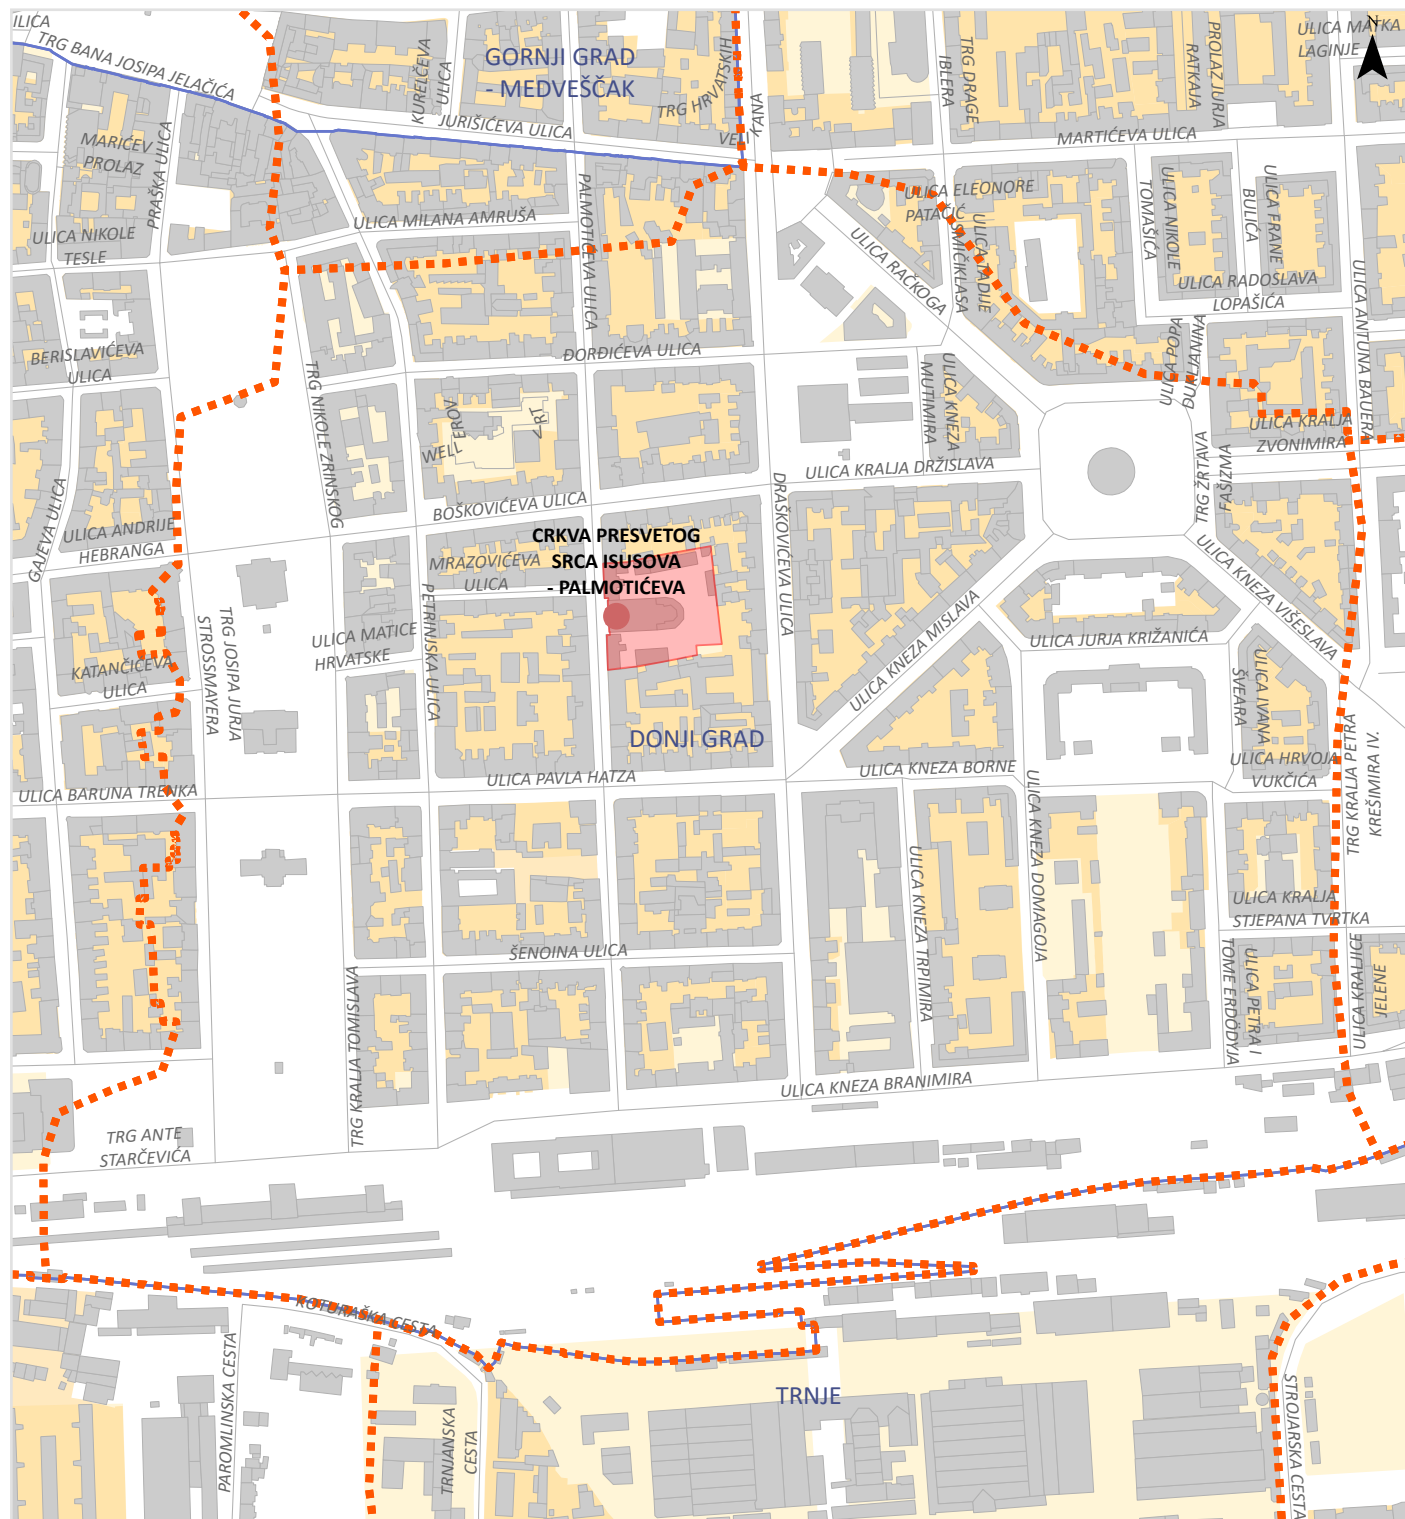 ILICA
TRG BANA JOSIPA JELAČIĆA
KURELČEVA
ULICA
GORNJI GRAD
- MEDVEŠČAK
TRG HRVATSKIH
VELIKANA
IBLERA
TRG DRAGE
RATKAJA
PROLAZ JURJA
ULICA MATKA
LAGINJE
N
MARIĆEV
PROLAZ
PRAŠKA ULICA
JURIŠIĆEVA ULICA
MARTIĆEVA ULICA
ULICA NIKOLE
TESLE
ULICA MILANA AMRUŠA
PALMOTIĆEVA ULICA
ULICA ELEONORE
PATAČIĆ
ULICA TADIJE
SMIČIKLASA
ULICA RAČKOGA
TOMAŠIĆA
ULICA NIKOLE
BULIĆA
ULICA FRANE
ULICA RADOSLAVA
LOPAŠIĆA
ULICA ANTUNA BAUERA
BERISLAVIĆEVA
ULICA
TRG NIKOLE ZRINSKOG
ĐORĐIĆEVA ULICA
MUTIMIRA
ULICA KNEZA
ULICA POPA
DUKLJANINA
ULICA KRALJA
ZVONIMIRA
WELLEROV
ULICA KRALJA DRŽISLAVA
TRG ŽRTAVA
FAŠIZMA
GAJEVA ULICA
ULICA ANDRIJE
HEBRANGA
BOŠKOVIĆEVA ULICA
DRAŠKOVIĆEVA ULICA
CRKVA PRESVETOG
SRCA ISUSOVA
- PALMOTIĆEVA
MRAZOVIĆEVA
ULICA
PETRINJSKA ULICA
ULICA KNEZA VIŠESLAVA
ULICA KNEZA MISLAVA
ULICA JURJA KRIŽANIĆA
TRG JOSIPA JURJA
STROSSMAYERA
ULICA MATICE
HRVATSKE
KATANČIĆEVA
ULICA
ULICA IVANA
ŠVEARA
DONJI GRAD
ULICA HRVOJA
VUKČIĆA
TRG KRALJA PETRA
KREŠIMIRA IV.
ULICA BARUNA TRENKA
ULICA PAVLA HATZA
ULICA KNEZA BORNE
ULICA KNEZA DOMAGOJA
ULICA KNEZA TRPIMIRA
ULICA KRALJA
STJEPANA TVRTKA
ŠENOINA ULICA
TRG KRALJA TOMISLAVA
ULICA PETRA I
TOME ERDÖDYJA
ULICA KRALJICE
JELENE
ULICA KNEZA BRANIMIRA
TRG ANTE
STARČEVIĆA
KOTURAŠKA CESTA
PAROMLINSKA CESTA
TRNJANSKA
CESTA
TRNJE
STROJARSKA CESTA